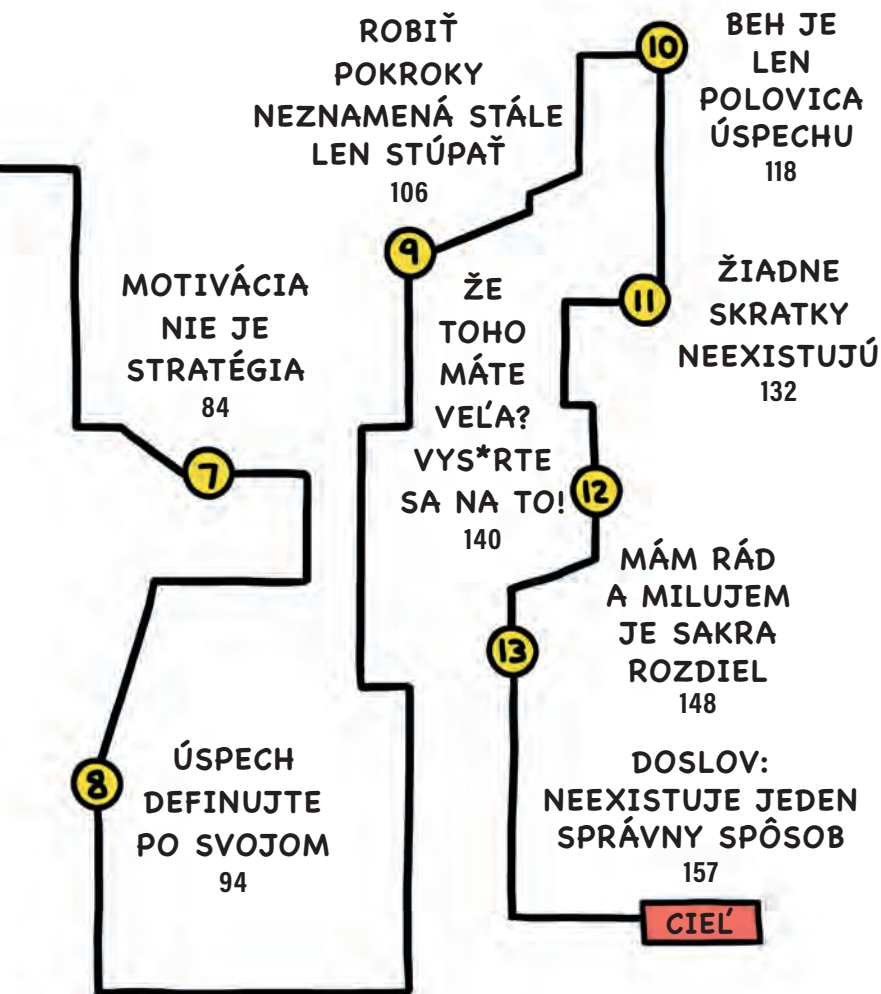 7
MOTIVÁCIA
NIE JE
STRATÉGIA
84
8
ÚSPECH
DEFINUJTE
PO SVOJOM
94
9
ROBIŤ
POKROKY
NEZNAMENÁ STÁLE
LEN STÚPAŤ
106
10
BEH JE
LEN
POLOVICA
ÚSPECHU
118
11
ŽIADNE
SKRATKY
NEEXISTUJÚ
132
12
ŽE
TOHO
MÁTE
VEĽA?
VYS*RTE
SA NA TO!
140
13
MÁM RÁD
A MILUJEM
JE SAKRA
ROZDIEL
148
DOSLOV:
NEEXISTUJE JEDEN
SPRÁVNY SPÔSOB
157
CIEĽ